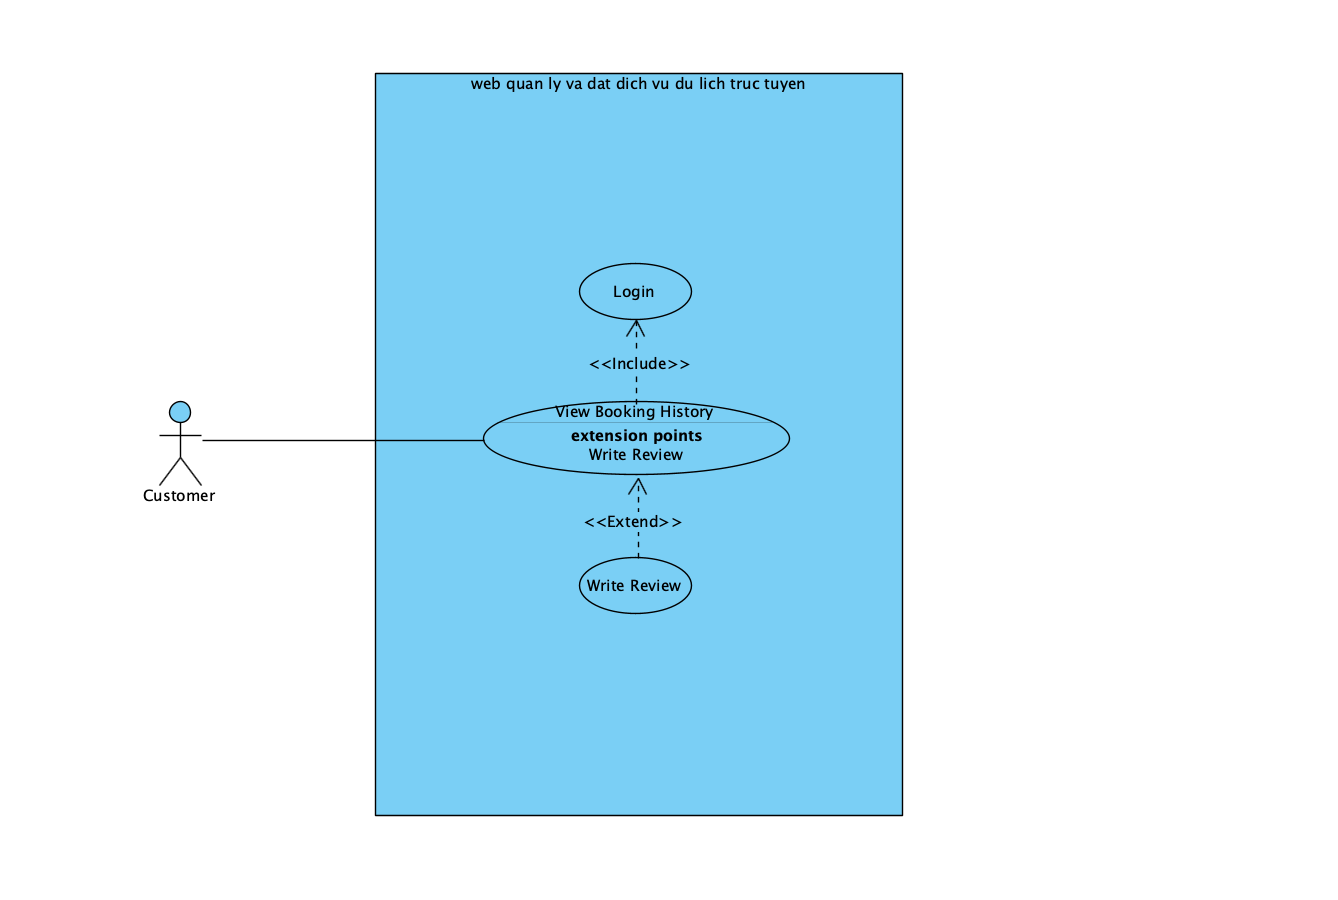 web quan ly va dat dich vu du lich truc tuyen
Login
<<Include>>
View Booking History
extension points
Write Review
Customer
<<Extend>>
Write Review